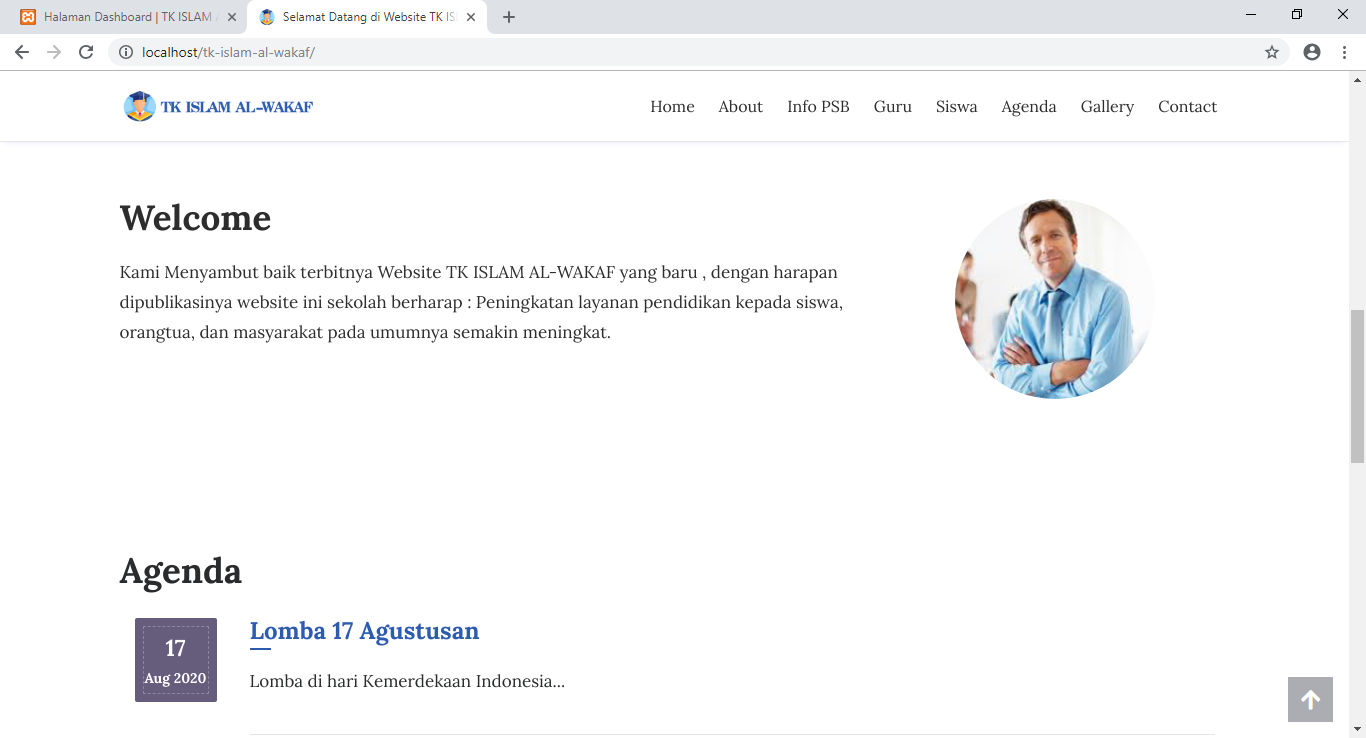 Halaman Dashboard | TK ISLAM
Selamat Datang di Website TK IS
localhost/tk-islam-al-wakaf/
TK ISLAM AL-WAKAF
Home About Info PSB Guru Siswa Agenda Gallery Contact
Welcome
Kami Menyambut baik terbitnya Website TK ISLAM AL-WAKAF yang baru , dengan harapan
dipublikasinya website ini sekolah berharap : Peningkatan layanan pendidikan kepada siswa,
orangtua, dan masyarakat pada umumnya semakin meningkat.
Agenda
17
Aug 2020
Lomba 17 Agustusan
Lomba di hari Kemerdekaan Indonesia...